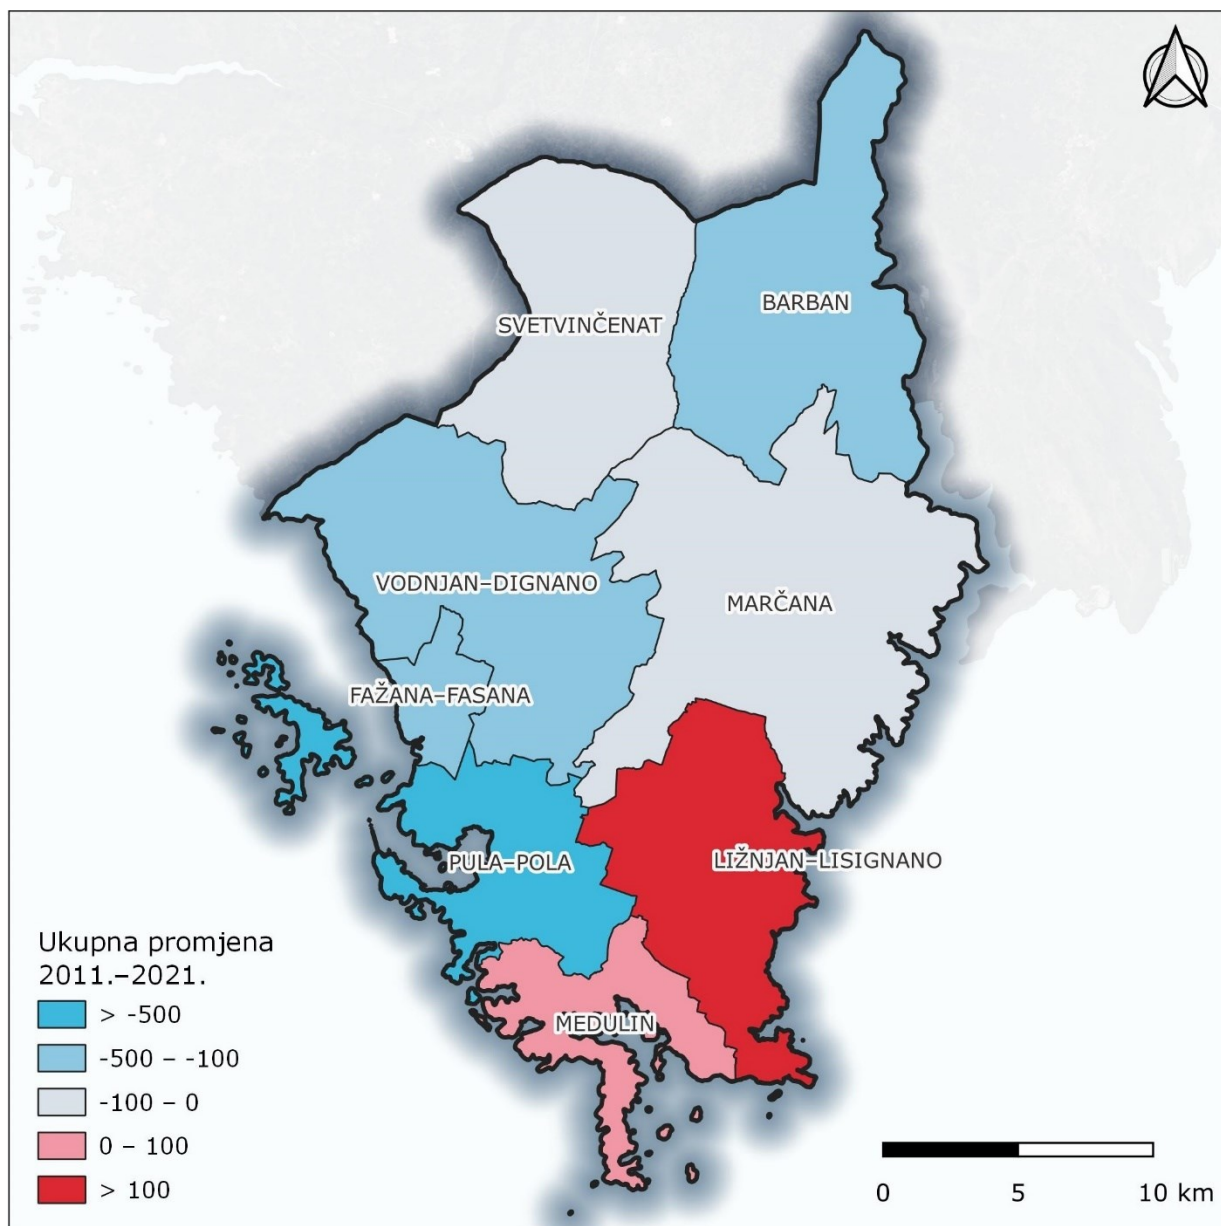 BARBAN
SVETVINČENAT
VODNJAN–DIGNANO
MARČANA
FAŽANA–FASANA
PULA–POLA
LIŽNJAN–LISIGNANO
MEDULIN
Ukupna promjena
2011.–2021.
> -500
-500 – -100
-100 – 0
0 – 100
> 100
0 5 10 km